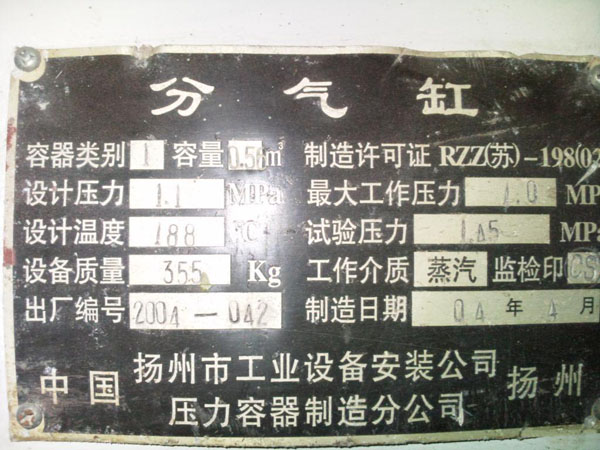 分气缸
容器类别 1 容量 m³ 制造许可证 RZZ(苏)-198(02
设计压力 1.1 MPa 最大工作压力 1.0 MP
设计温度 188 °C 试验压力 MPa
设备质量 355 Kg 工作介质 蒸汽 监检印 CS
出厂编号 2004-042 制造日期 04 年 4 月
中国 扬州市工业设备安装公司 扬州
压力容器制造分公司